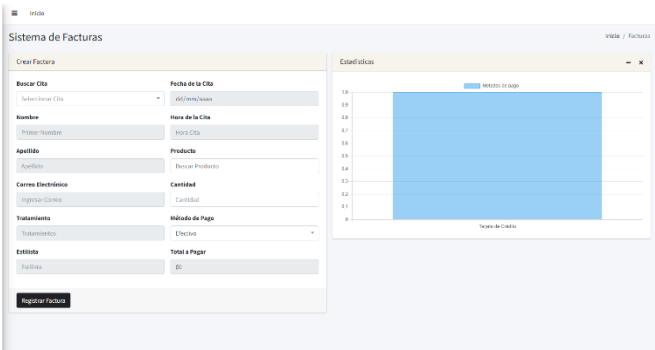 Inicio
Sistema de Facturas
Inicio / Facturas
Crear Factura
Buscar Cita
Seleccionar Cita
Fecha de la Cita
dd/mm/aaaa
Nombre
Primer Nombre
Hora de la Cita
Hora Cita
Apellido
Apellido
Producto
Buscar Producto
Correo Electrónico
Ingresar Correo
Cantidad
Cantidad
Tratamiento
Tratamientos
Método de Pago
Efectivo
Estilista
Estilista
Total a Pagar
Registrar Factura
Estadísticas
Métodos de pago
1.0
0.9
0.8
0.7
0.6
0.5
0.4
0.3
0.2
0.1
0
Tarjeta de Crédito